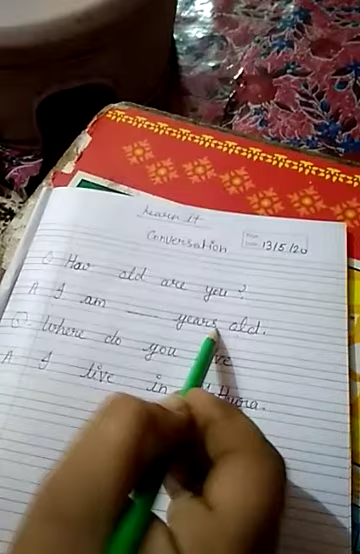 Learn it
Conversation
13/5/20
Q How old are you?
A I am ___ years old.
Q. Where do you
A I live in